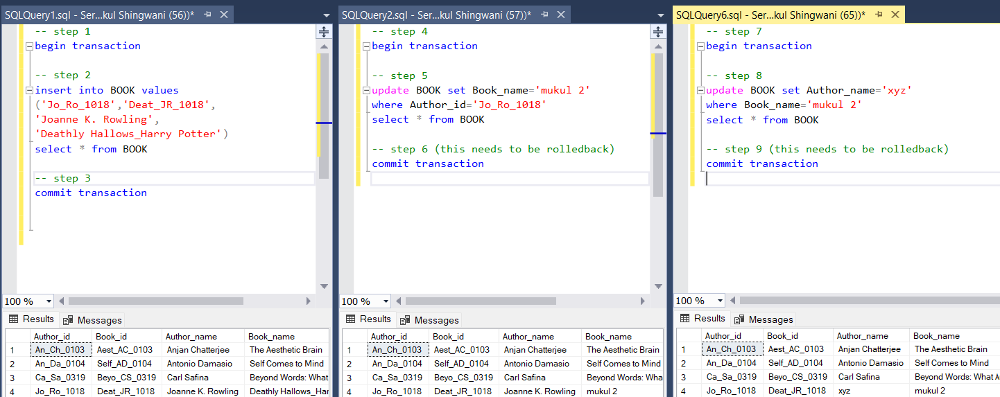 SQLQuery1.sql - Ser...kul Shingwani (56))*
-- step 1
begin transaction
-- step 2
insert into BOOK values
('Jo_Ro_1018','Deat_JR_1018',
'Joanne K. Rowling',
'Deathly Hallows_Harry Potter')
select * from BOOK
-- step 3
commit transaction
100 %
Results Messages
Author_id Book_id Author_name Book_name
1 An_Ch_0103 Aest_AC_0103 Anjan Chatterjee The Aesthetic Brain
2 An_Da_0104 Self_AD_0104 Antonio Damasio Self Comes to Mind
3 Ca_Sa_0319 Beyo_CS_0319 Carl Safina Beyond Words: What
4 Jo_Ro_1018 Deat_JR_1018 Joanne K. Rowling Deathly Hallows_Har
SQLQuery2.sql - Ser...kul Shingwani (57))*
-- step 4
begin transaction
-- step 5
update BOOK set Book_name='mukul 2'
where Author_id='Jo_Ro_1018'
select * from BOOK
-- step 6 (this needs to be rolledback)
commit transaction
100 %
Results Messages
Author_id Book_id Author_name Book_name
1 An_Ch_0103 Aest_AC_0103 Anjan Chatterjee The Aesthetic Brain
2 An_Da_0104 Self_AD_0104 Antonio Damasio Self Comes to Mind
3 Ca_Sa_0319 Beyo_CS_0319 Carl Safina Beyond Words: Wha
4 Jo_Ro_1018 Deat_JR_1018 Joanne K. Rowling mukul 2
SQLQuery6.sql - Ser...kul Shingwani (65))*
-- step 7
begin transaction
-- step 8
update BOOK set Author_name='xyz'
where Book_name='mukul 2'
select * from BOOK
-- step 9 (this needs to be rolledback)
commit transaction
100 %
Results Messages
Author_id Book_id Author_name Book_name
1 An_Ch_0103 Aest_AC_0103 Anjan Chatterjee The Aesthetic Brain
2 An_Da_0104 Self_AD_0104 Antonio Damasio Self Comes to Mind
3 Ca_Sa_0319 Beyo_CS_0319 Carl Safina Beyond Words: What A
4 Jo_Ro_1018 Deat_JR_1018 xyz mukul 2